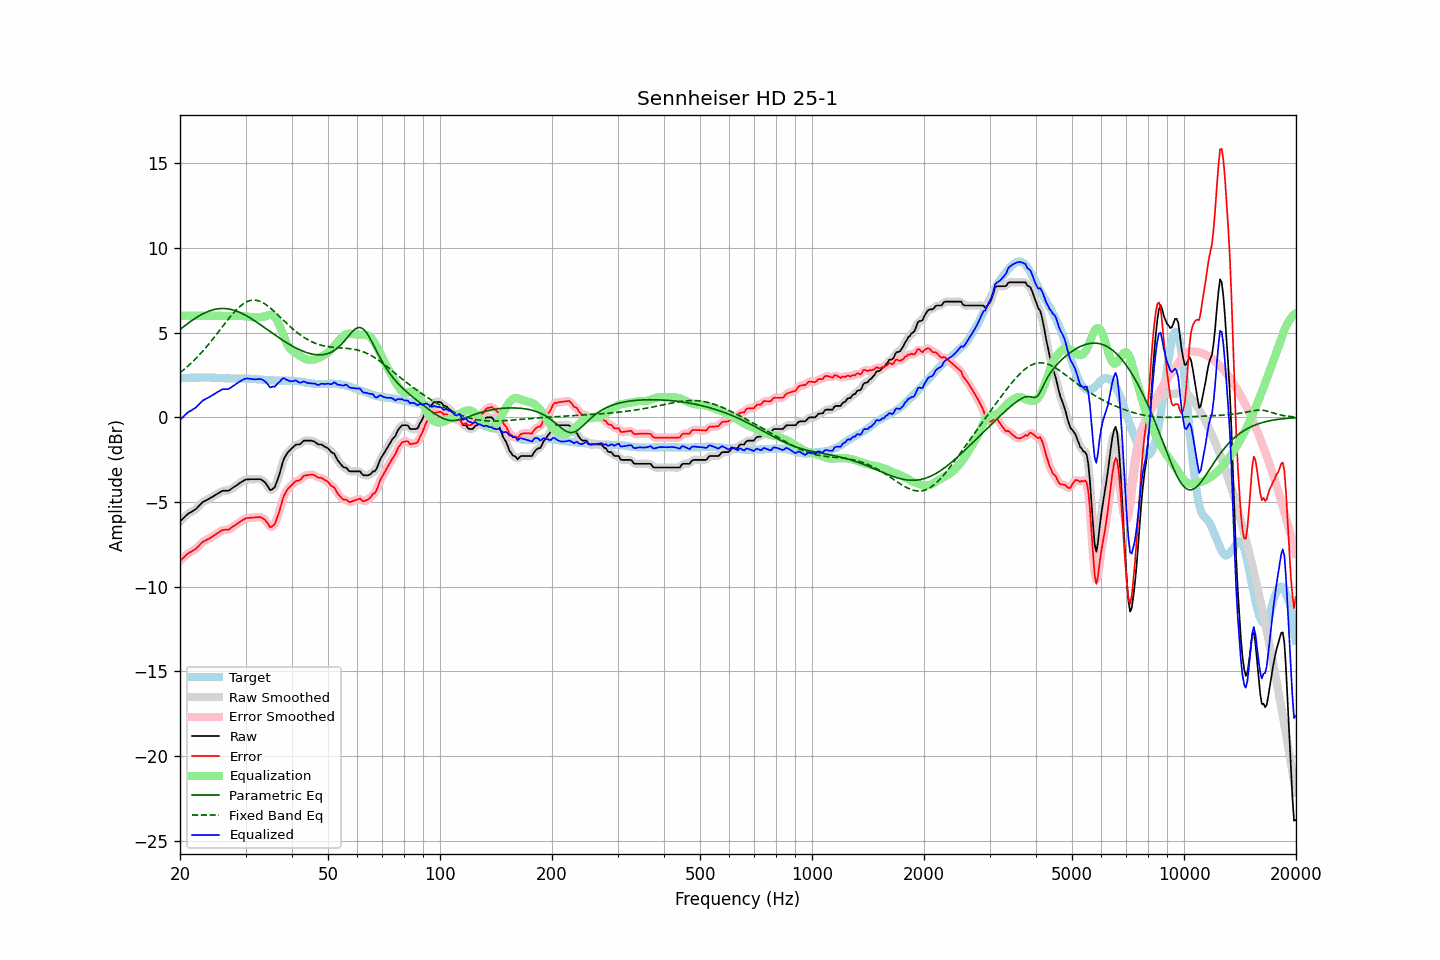 Sennheiser HD 25-1
Amplitude (dBr)
15
10
5
0
−5
−10
−15
−20
−25
Target
Raw Smoothed
Error Smoothed
Raw
Error
Equalization
Parametric Eq
Fixed Band Eq
Equalized
20 50 100 200 500 1000 2000 5000 10000 20000
Frequency (Hz)